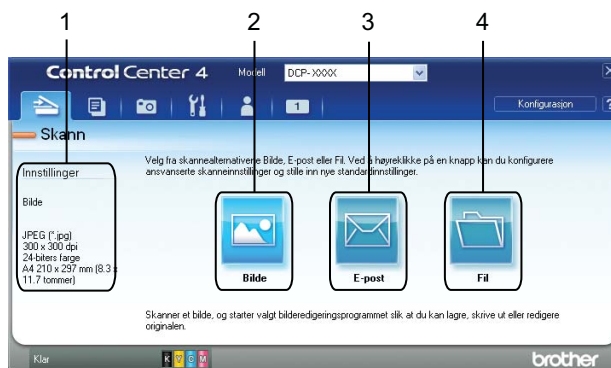 1 2 3 4
Control Center 4 Modell DCP-XXXX
1 Konfigurasjon ?
Skann
Innstillinger
Bilde
JPEG (*.jpg)
300 x 300 dpi
24-biters farge
A4 210 x 297 mm (8.3 x
11.7 tommer)
Velg fra skannealternativene Bilde, E-post eller Fil. Ved å høyreklikke på en knapp kan du konfigurere
ansvarserte skanneinnstillinger og stille inn nye standardinnstillinger.
Bilde E-post Fil
Skanner et bilde, og starter valgt bilderedigeringsprogrammet slik at du kan lagre, skrive ut eller redigere
originalen.
Klar K Y C M brother